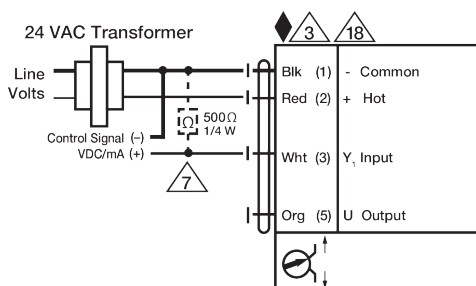 24 VAC Transformer
3
18
Line
Volts
Blk (1) - Common
Red (2) + Hot
Ω
500Ω
1/4 W
Control Signal (–)
VDC/mA (+)
Wht (3) Y₁ Input
7
Org (5) U Output